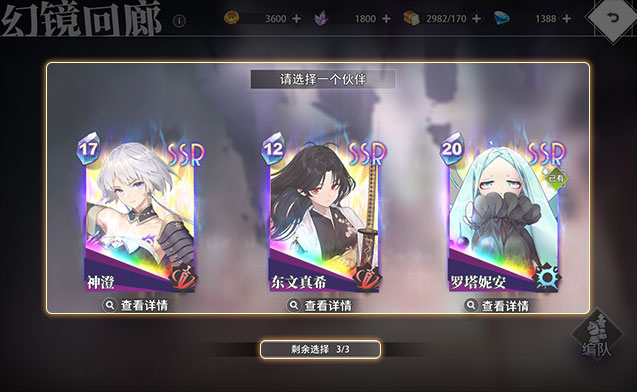 幻镜回廊
3600
1800
2982/170
1388
请选择一个伙伴
17
SSR
12
SSR
20
SSR
已有
神澄
东文真希
罗塔妮安
查看详情
查看详情
查看详情
编队
剩余选择 3/3